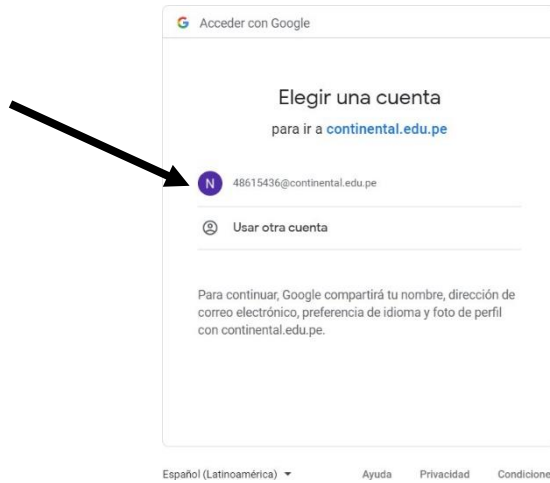 Acceder con Google
Elegir una cuenta
para ir a continental.edu.pe
N
48615436@continental.edu.pe
Usar otra cuenta
Para continuar, Google compartirá tu nombre, dirección de
correo electrónico, preferencia de idioma y foto de perfil
con continental.edu.pe.
Español (Latinoamérica) Ayuda Privacidad Condicione